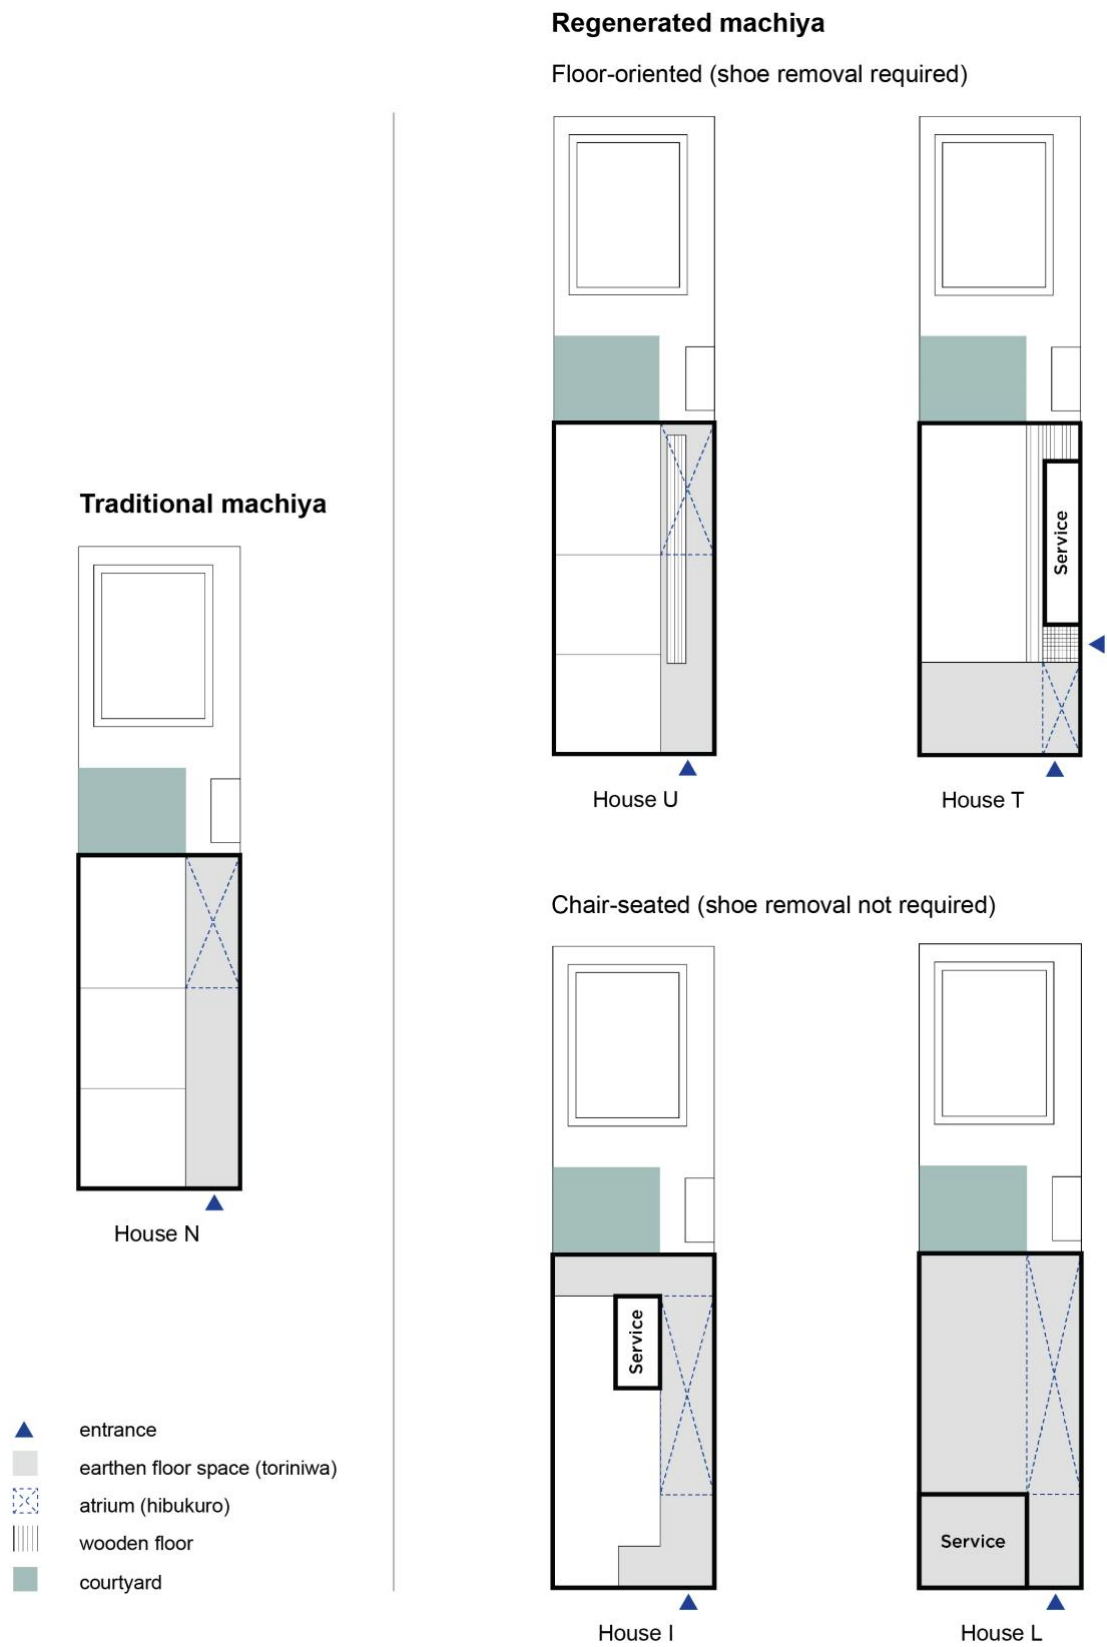 Regenerated machiya
Floor-oriented (shoe removal required)
Service
House U
House T
Traditional machiya
House N
Chair-seated (shoe removal not required)
Service
Service
House I
House L
entrance
earthen floor space (toriniwa)
atrium (hibukuro)
wooden floor
courtyard